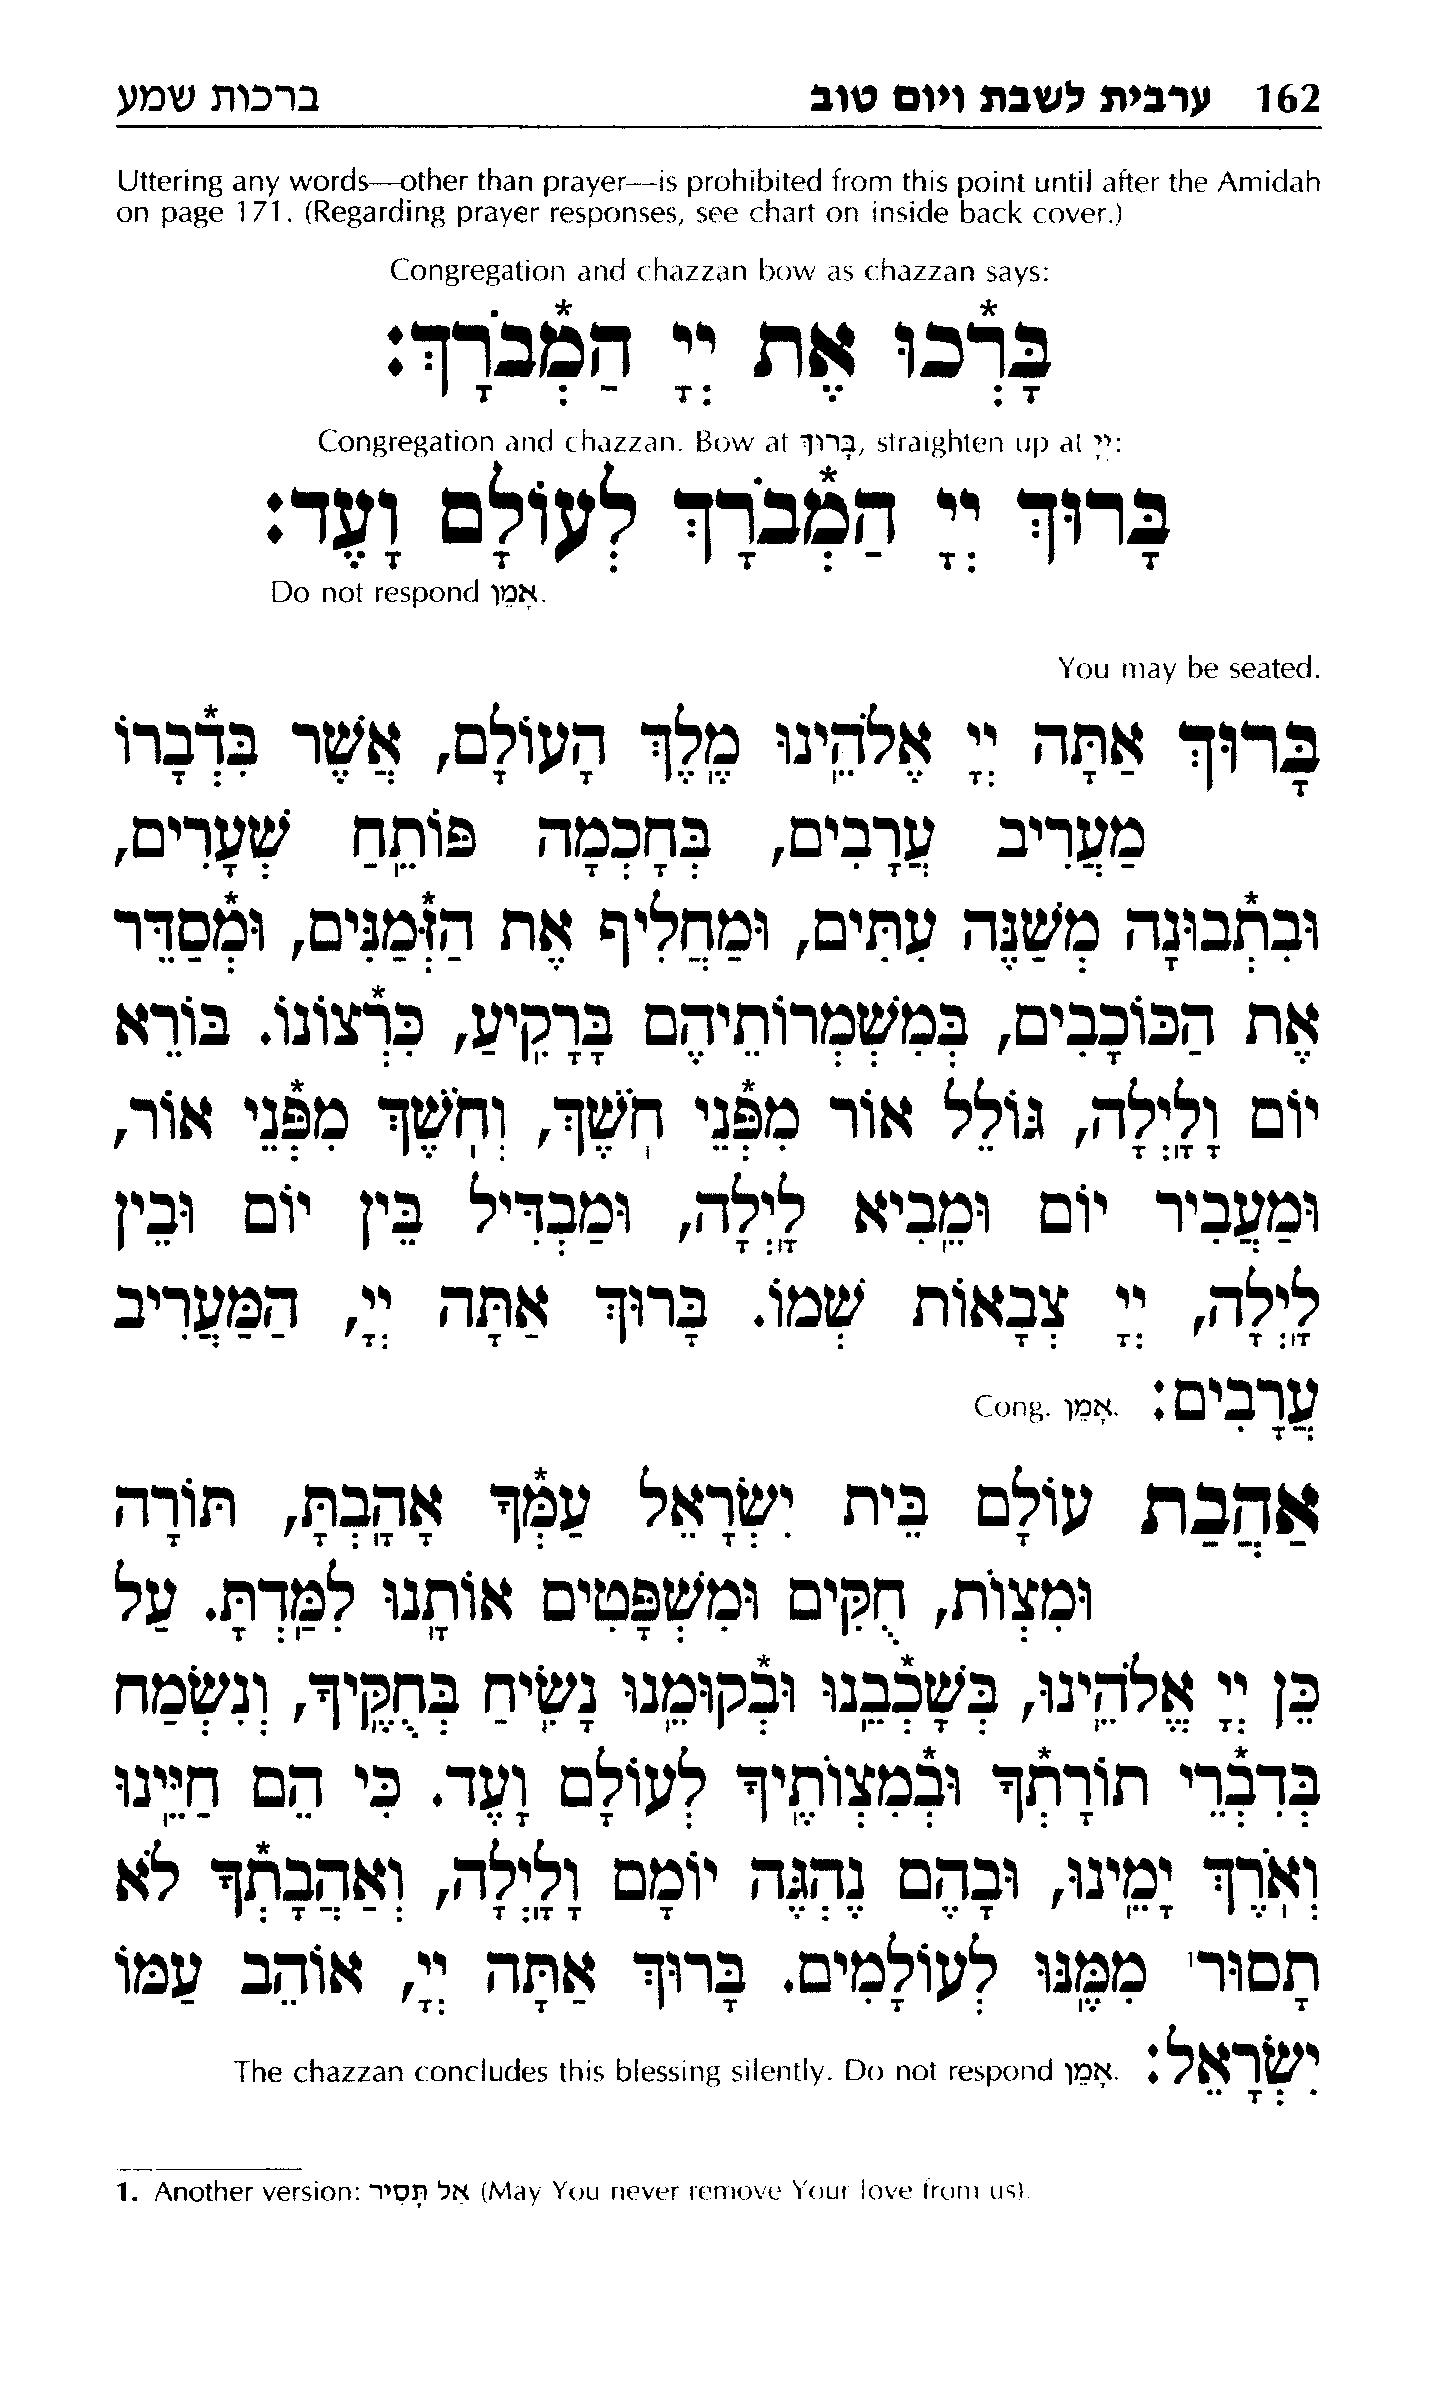 162 ערבית לשבת ויום טוב ברכות שמע
Uttering any words—other than prayer—is prohibited from this point until after the Amidah
on page 171. (Regarding prayer responses, see chart on inside back cover.)
Congregation and chazzan bow as chazzan says:
בָּרְ֯כוּ אֶת יְיָ הַמְ֯בֹרָךְ:
Congregation and chazzan. Bow at בָּרוּךְ, straighten up at יְיָ:
בָּרוּךְ יְיָ הַמְ֯בֹרָךְ לְעוֹלָם וָעֶד:
Do not respond אָמֵן.
You may be seated.
בָּרוּךְ אַתָּה יְיָ אֱלֹהֵֽינוּ מֶֽלֶךְ הָעוֹלָם, אֲשֶׁר בִּדְ֯בָרוֹ
מַעֲרִיב עֲרָבִים, בְּחָכְמָה פּוֹתֵֽחַ שְׁעָרִים,
וּבִתְ֯בוּנָה מְשַׁנֶּה עִתִּים, וּמַחֲלִיף אֶת הַזְּ֯מַנִּים, וּמְ֯סַדֵּר
אֶת הַכּוֹכָבִים, בְּמִשְׁמְרוֹתֵיהֶם בָּרָקִֽיעַ, כִּרְ֯צוֹנוֹ. בּוֹרֵא
יוֹם וָלָֽיְלָה, גּוֹלֵל אוֹר מִפְּ֯נֵי חֹֽשֶׁךְ, וְחֹֽשֶׁךְ מִפְּ֯נֵי אוֹר,
וּמַעֲבִיר יוֹם וּמֵֽבִיא לָֽיְלָה, וּמַבְדִּיל בֵּין יוֹם וּבֵין
לָֽיְלָה, יְיָ צְבָאוֹת שְׁמוֹ. בָּרוּךְ אַתָּה יְיָ, הַמַּעֲרִיב
עֲרָבִים: Cong. אָמֵן.
אַהֲבַת עוֹלָם בֵּית יִשְׂרָאֵל עַמְּ֯ךָ אָהָֽבְתָּ, תּוֹרָה
וּמִצְוֹת, חֻקִּים וּמִשְׁפָּטִים אוֹתָֽנוּ לִמַּֽדְתָּ. עַל
כֵּן יְיָ אֱלֹהֵֽינוּ, בְּשָׁכְ֯בֵֽנוּ וּבְ֯קוּמֵֽנוּ נָשִֽׂיחַ בְּחֻקֶּֽיךָ, וְנִשְׂמַח
בְּדִבְ֯רֵי תוֹרָתְ֯ךָ וּבְ֯מִצְוֹתֶֽיךָ לְעוֹלָם וָעֶד. כִּי הֵם חַיֵּֽינוּ
וְאֹֽרֶךְ יָמֵֽינוּ, וּבָהֶם נֶהְגֶּה יוֹמָם וָלָֽיְלָה, וְאַהֲבָתְ֯ךָ לֹא
תָסוּר¹ מִמֶּֽנּוּ לְעוֹלָמִים. בָּרוּךְ אַתָּה יְיָ, אוֹהֵב עַמּוֹ
יִשְׂרָאֵל: The chazzan concludes this blessing silently. Do not respond אָמֵן.
1. Another version: אַל תָּסִיר (May You never remove Your love from us).